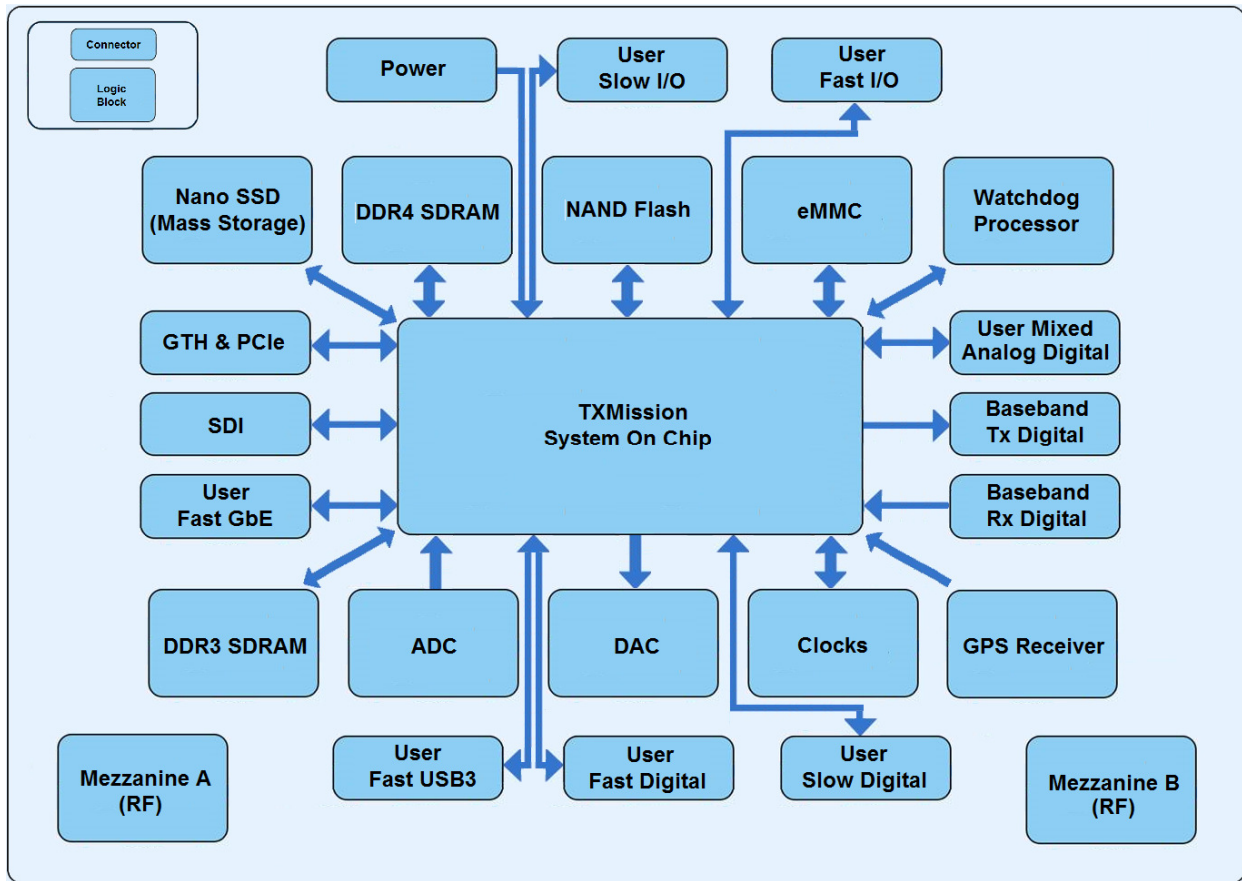 Connector
Logic
Block
Power
User
Slow I/O
User
Fast I/O
Nano SSD
(Mass Storage)
DDR4 SDRAM
NAND Flash
eMMC
Watchdog
Processor
GTH & PCIe
TXMission
System On Chip
User Mixed
Analog Digital
SDI
Baseband
Tx Digital
User
Fast GbE
Baseband
Rx Digital
DDR3 SDRAM
ADC
DAC
Clocks
GPS Receiver
Mezzanine A
(RF)
User
Fast USB3
User
Fast Digital
User
Slow Digital
Mezzanine B
(RF)